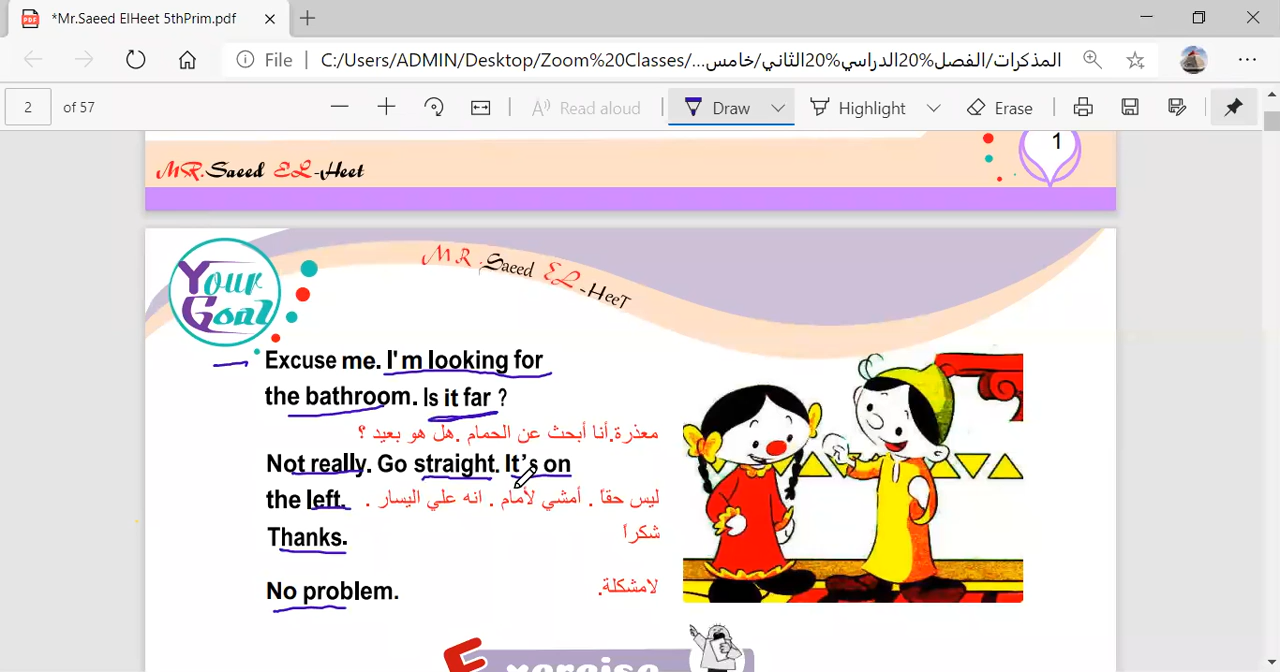 *Mr.Saeed ElHeet 5thPrim.pdf
File C:/Users/ADMIN/Desktop/Zoom%20Classes/المذكرات/الفصل%20الدراسي%20الثاني/خامس...
2 of 57 Read aloud Draw Highlight Erase
MR.Saeed EL-Heet
1
Your Goal
MR.Saeed EL-HeeT
Excuse me. I'm looking for
the bathroom. Is it far ?
معذرة.أنا أبحث عن الحمام .هل هو بعيد ؟
Not really. Go straight. It's on
the left. ليس حقاً . أمشي لأمام . انه علي اليسار .
Thanks. شكراً
No problem. لامشكلة.
Exercise